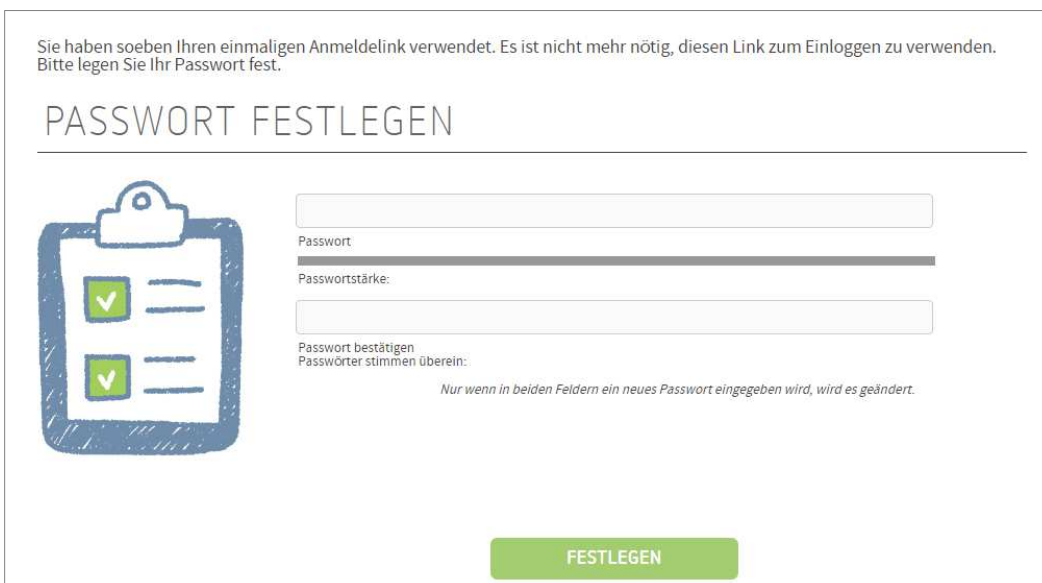 Sie haben soeben Ihren einmaligen Anmeldelink verwendet. Es ist nicht mehr nötig, diesen Link zum Einloggen zu verwenden.
Bitte legen Sie Ihr Passwort fest.
PASSWORT FESTLEGEN
Passwort
Passwortstärke:
Passwort bestätigen
Passwörter stimmen überein:
Nur wenn in beiden Feldern ein neues Passwort eingegeben wird, wird es geändert.
FESTLEGEN